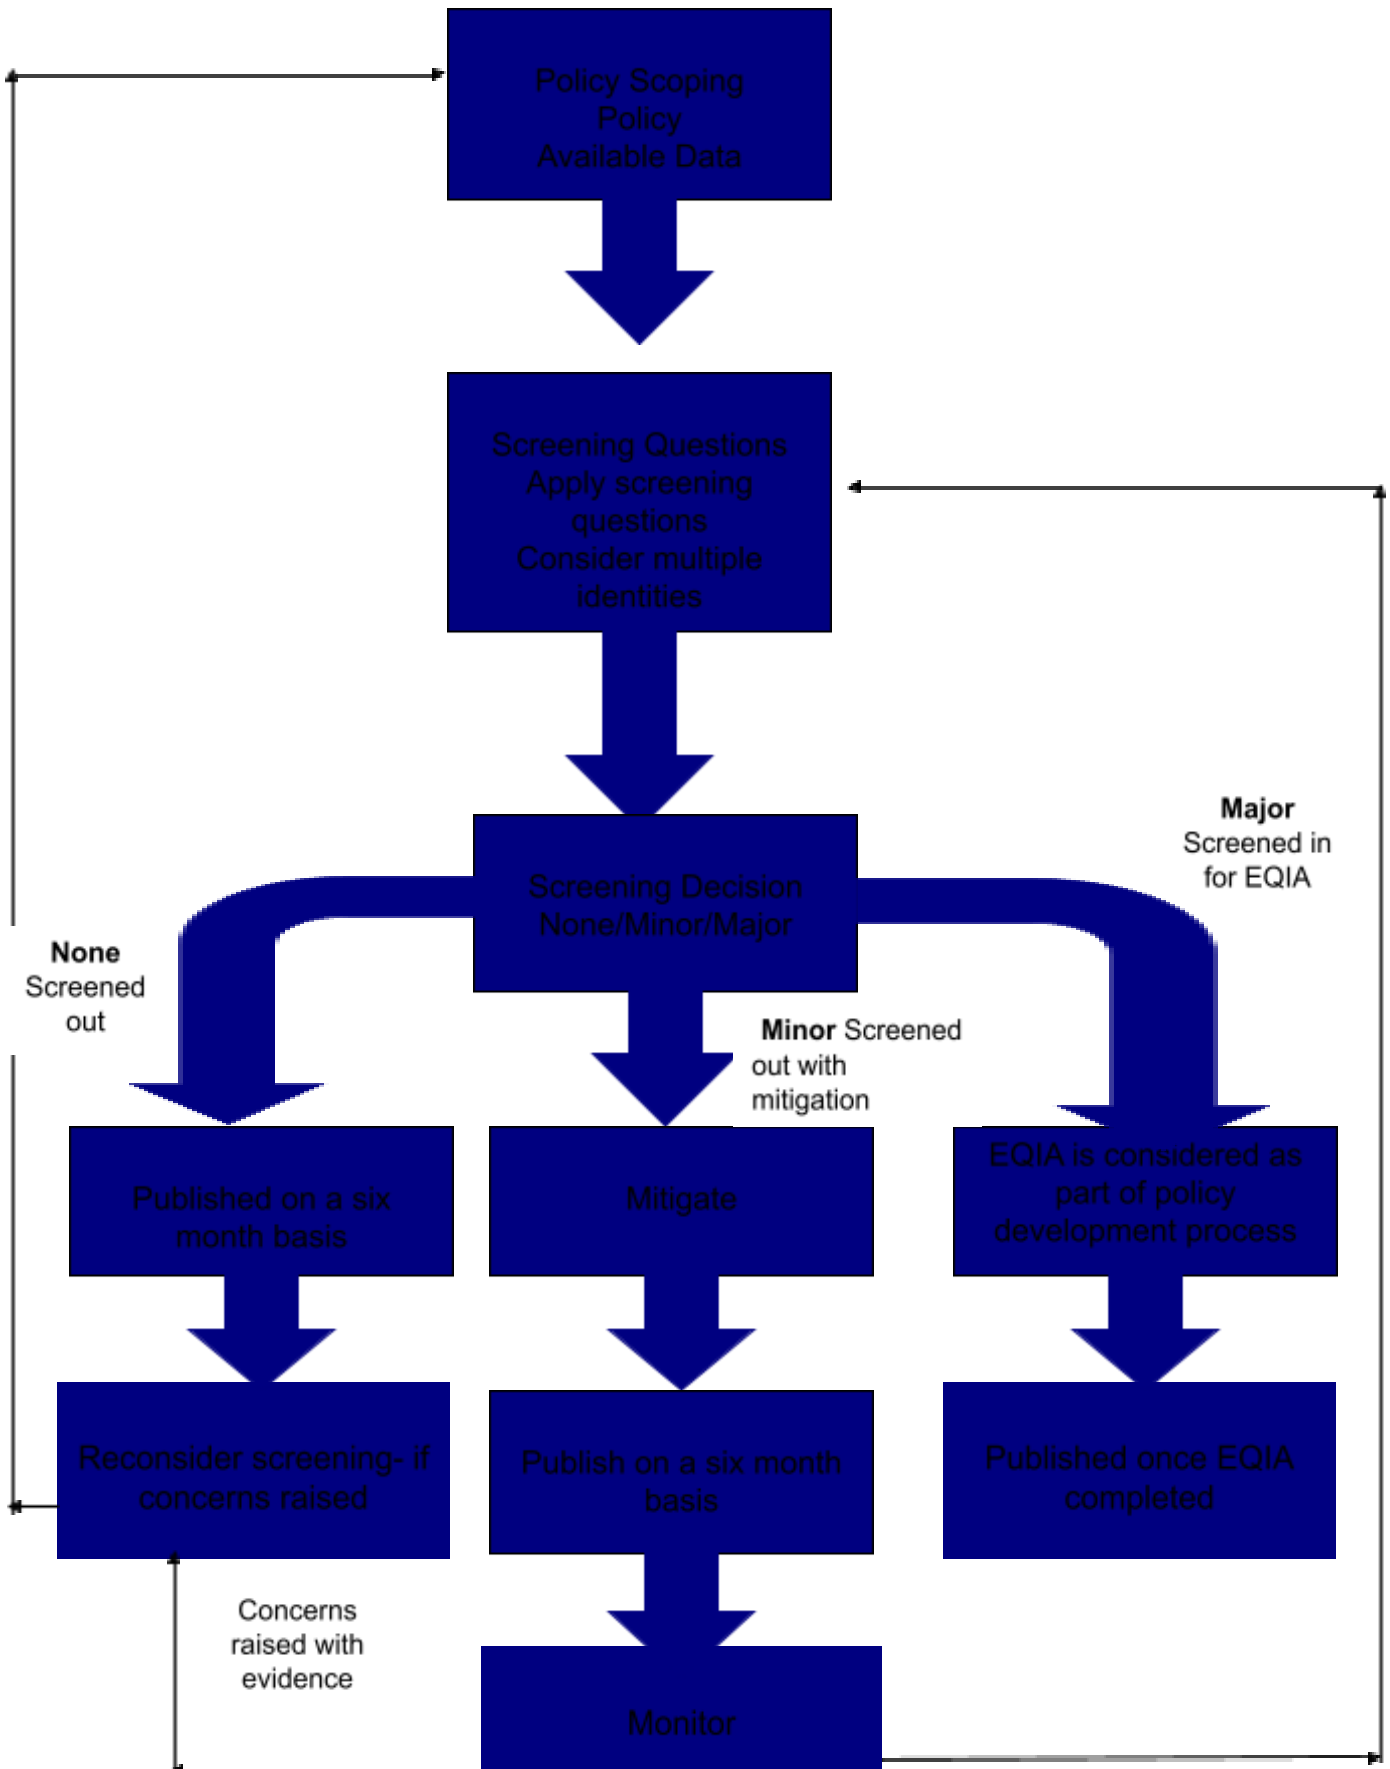 Policy Scoping
Policy
Available Data
Screening Questions
Apply screening
questions
Consider multiple
identities
Major
Screened in
for EQIA
Screening Decision
None/Minor/Major
None
Screened
out
Minor Screened
out with
mitigation
Published on a six
month basis
Mitigate
EQIA is considered as
part of policy
development process
Reconsider screening- if
concerns raised
Publish on a six month
basis
Published once EQIA
completed
Concerns
raised with
evidence
Monitor